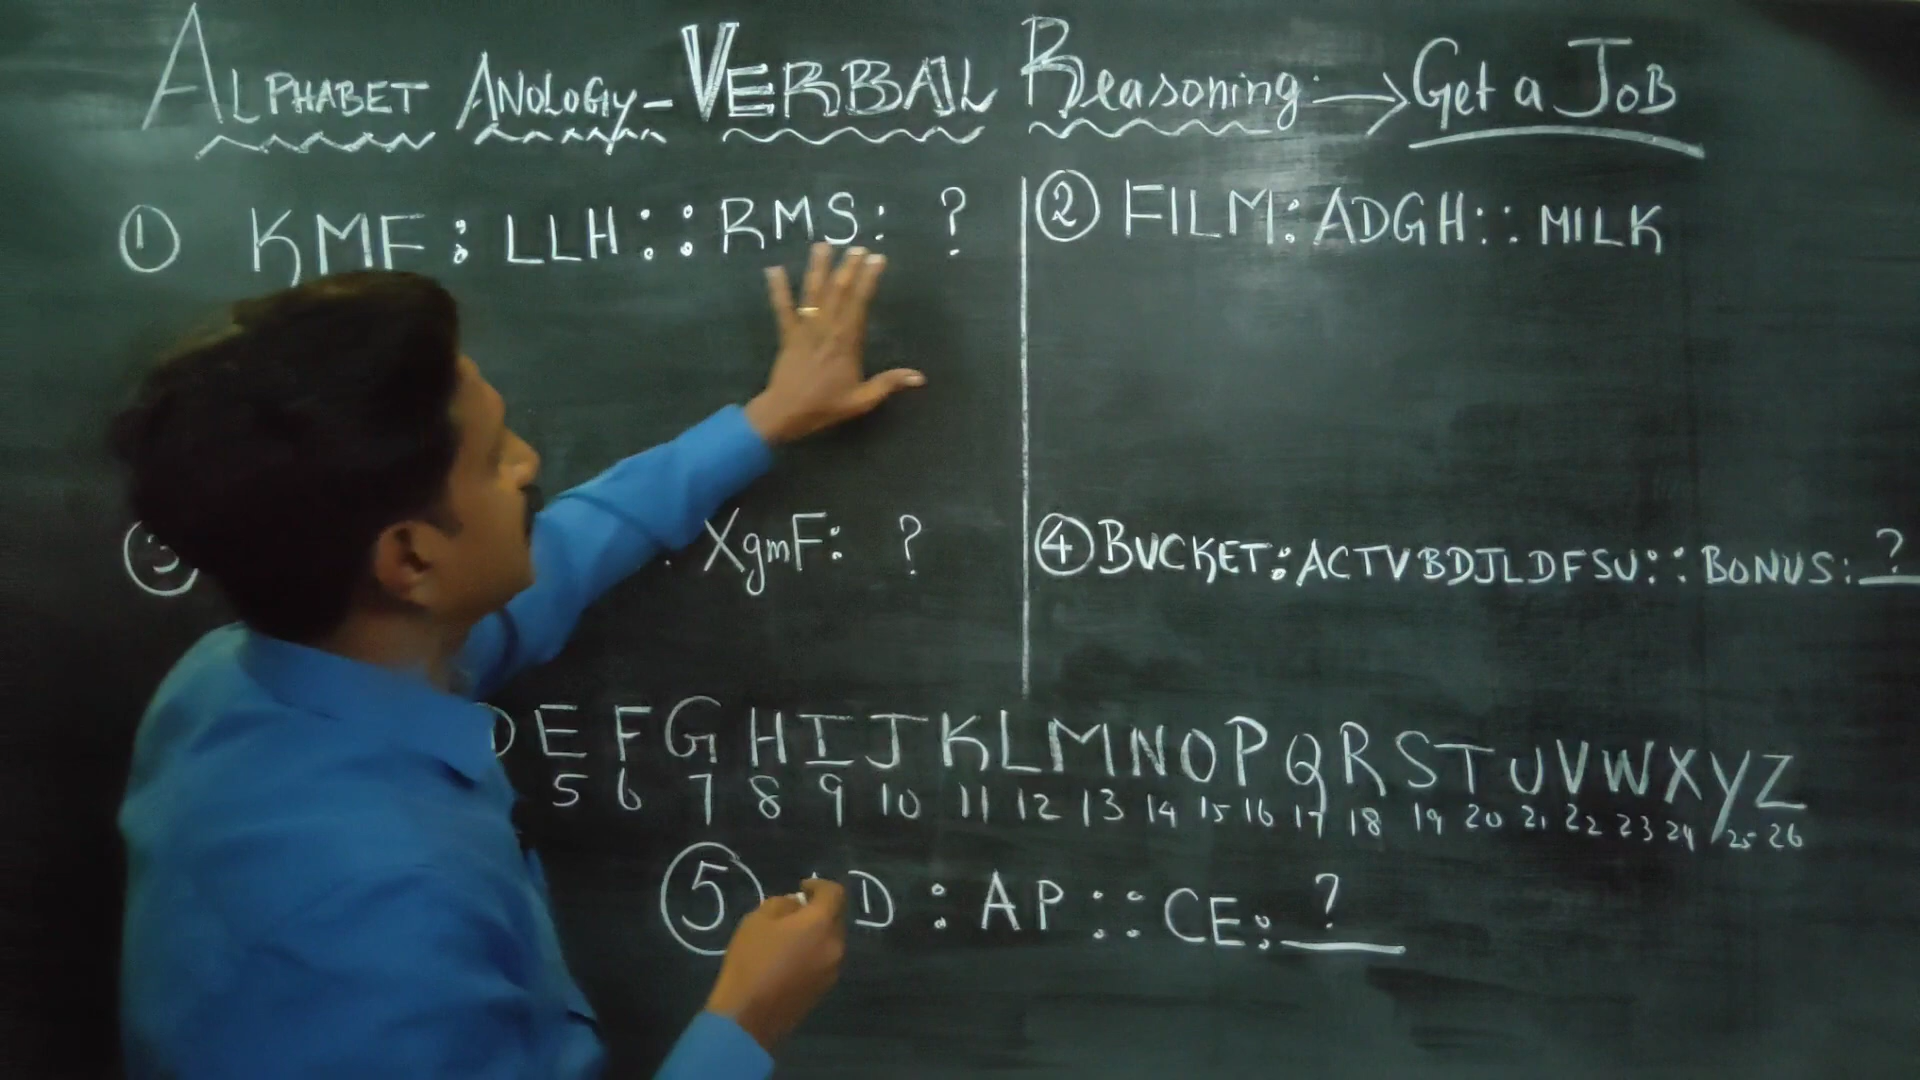 ALPHABET ANOLOGY - VERBBAL Reasoning → Get a JOB
① KMF : LLH : : RMS : ?
② FILM : ADGH : : MILK
③ XgmF : ?
④ BUCKET : ACTVBDJLDFSU : : BONUS : ?
D E F G H I J K L M N O P Q R S T U V W X Y Z
5 6 7 8 9 10 11 12 13 14 15 16 17 18 19 20 21 22 23 24 25 26
⑤ D : AP : : CE : ?